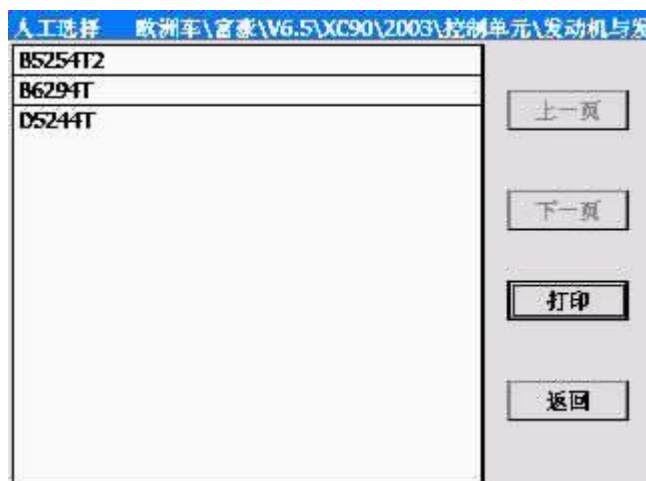 人工选择 欧洲车\富豪\V6.5\XC90\2003\控制单元\发动机与发
B5254T2
B6294T
D5244T
上一页
下一页
打印
返回